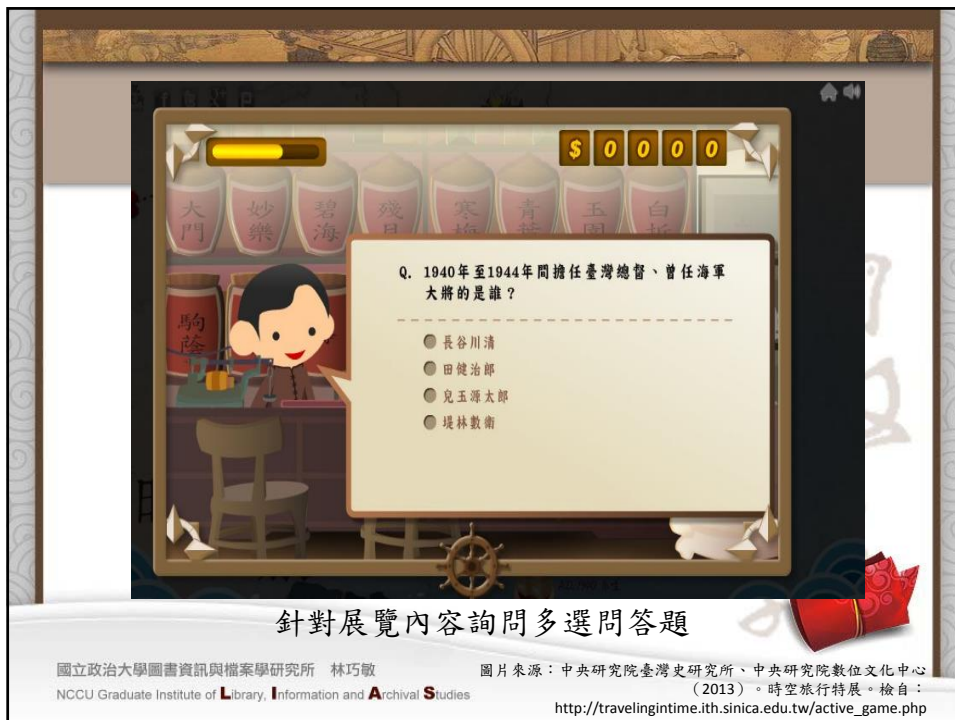 $ 0 0 0 0
大門 妙樂 碧海 殘月 寒梅 青 玉 白
駒蔭
Q. 1940年至1944年間擔任臺灣總督、曾任海軍
大將的是誰？
長谷川清
田健治郎
兒玉源太郎
堤林數衛
針對展覽內容詢問多選問答題
國立政治大學圖書資訊與檔案學研究所 林巧敏
NCCU Graduate Institute of Library, Information and Archival Studies
圖片來源：中央研究院臺灣史研究所、中央研究院數位文化中心
（2013）。時空旅行特展。檢自：
http://travelingintime.ith.sinica.edu.tw/active_game.php